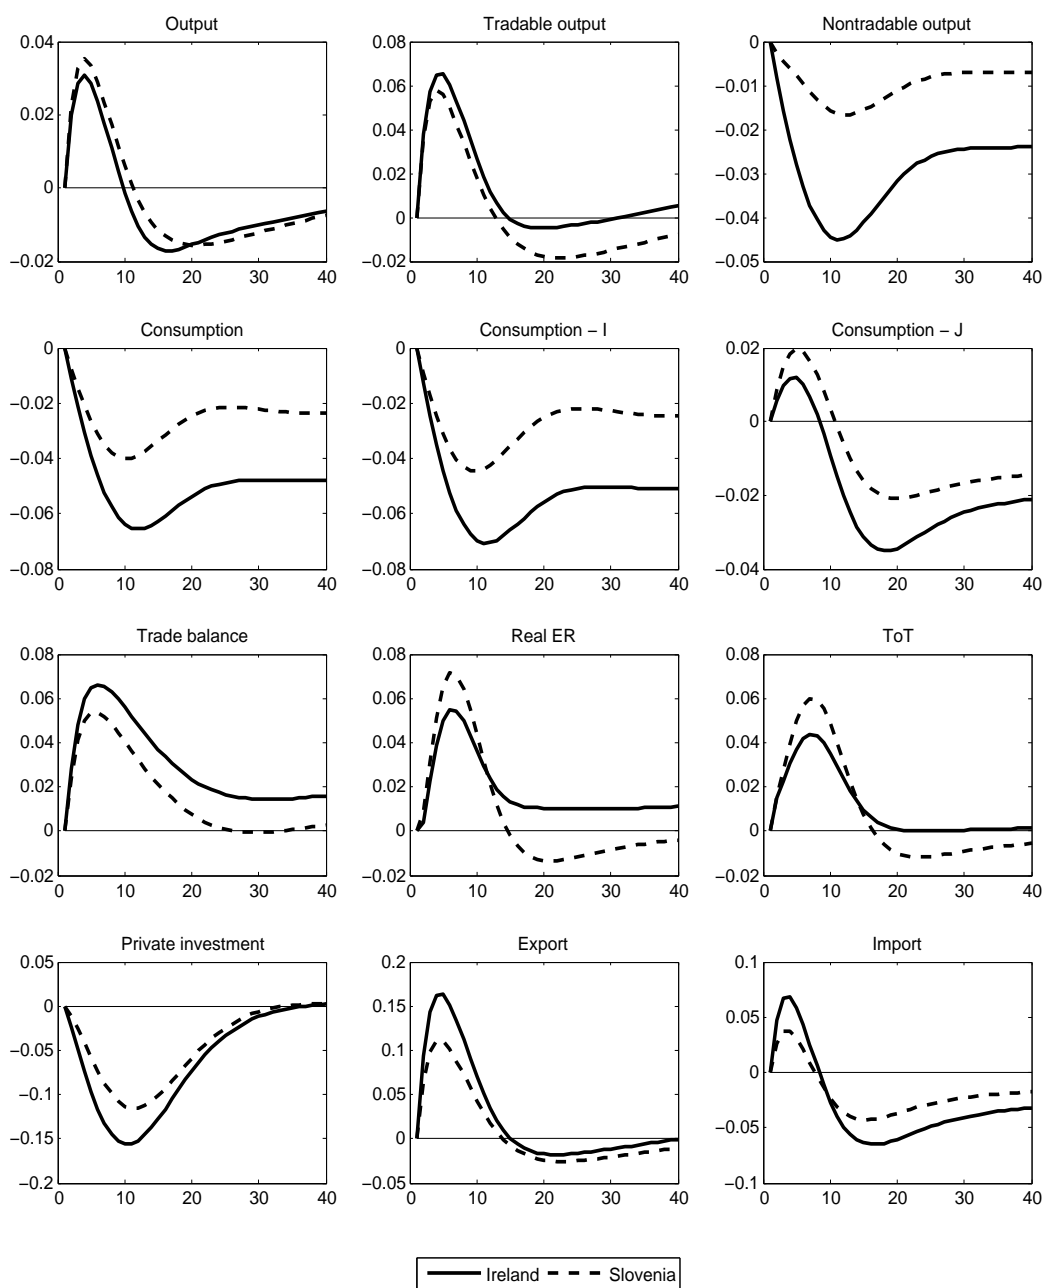 Output
Tradable output
Nontradable output
0.04
0.02
0
−0.02
0 10 20 30 40
0.08
0.06
0.04
0.02
0
−0.02
0 10 20 30 40
0
−0.01
−0.02
−0.03
−0.04
−0.05
0 10 20 30 40
Consumption
Consumption − I
Consumption − J
0
−0.02
−0.04
−0.06
−0.08
0 10 20 30 40
0
−0.02
−0.04
−0.06
−0.08
0 10 20 30 40
0.02
0
−0.02
−0.04
0 10 20 30 40
Trade balance
Real ER
ToT
0.08
0.06
0.04
0.02
0
−0.02
0 10 20 30 40
0.08
0.06
0.04
0.02
0
−0.02
0 10 20 30 40
0.08
0.06
0.04
0.02
0
−0.02
0 10 20 30 40
Private investment
Export
Import
0.05
0
−0.05
−0.1
−0.15
−0.2
0 10 20 30 40
0.2
0.15
0.1
0.05
0
−0.05
0 10 20 30 40
0.1
0.05
0
−0.05
−0.1
0 10 20 30 40
Ireland Slovenia